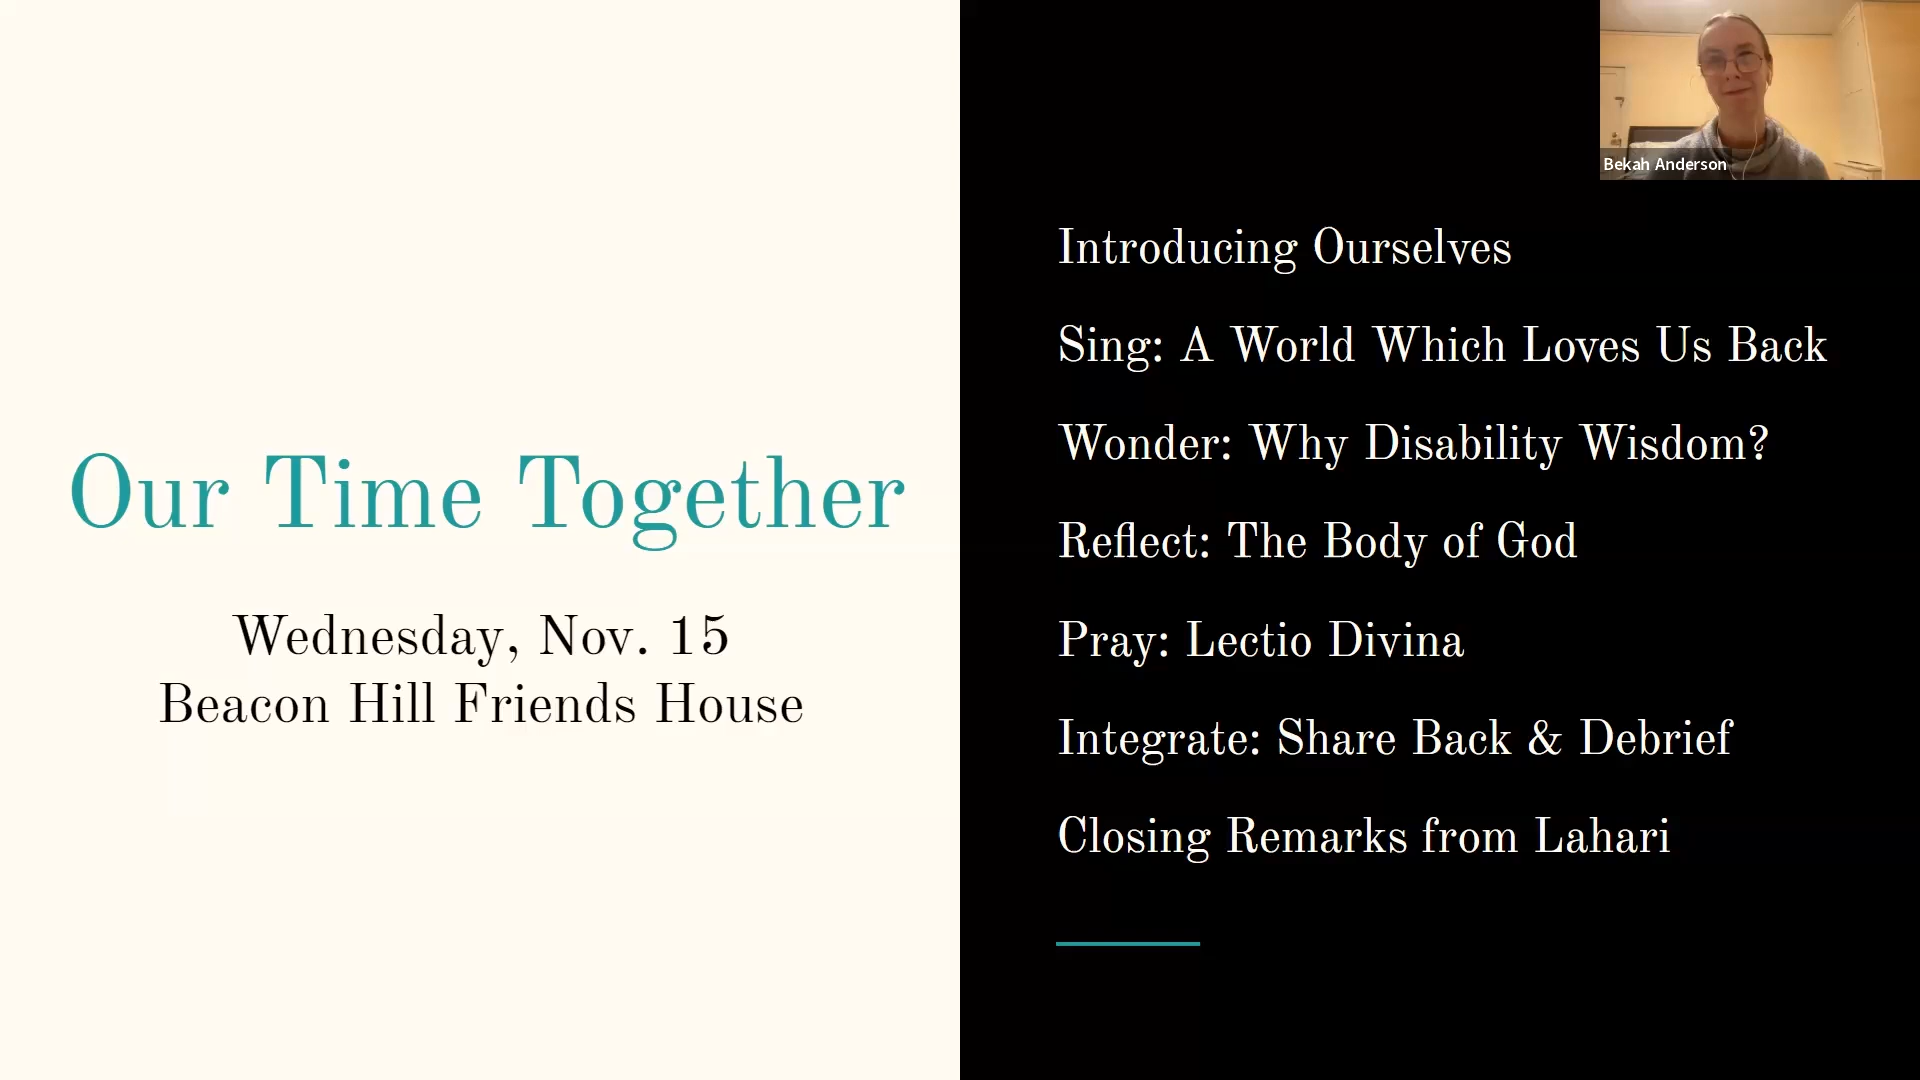 Our Time Together
Wednesday, Nov. 15
Beacon Hill Friends House
Bekah Anderson
Introducing Ourselves
Sing: A World Which Loves Us Back
Wonder: Why Disability Wisdom?
Reflect: The Body of God
Pray: Lectio Divina
Integrate: Share Back & Debrief
Closing Remarks from Lahari